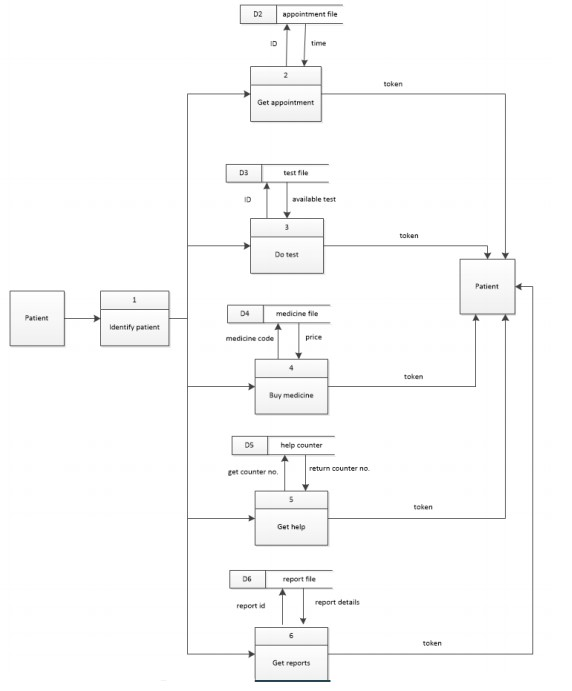 D2 appointment file
ID time
2
Get appointment
token
D3 test file
ID available test
3
Do test
token
Patient
1
Identify patient
Patient
D4 medicine file
medicine code price
4
Buy medicine
token
D5 help counter
get counter no. return counter no.
5
Get help
token
D6 report file
report id report details
6
Get reports
token